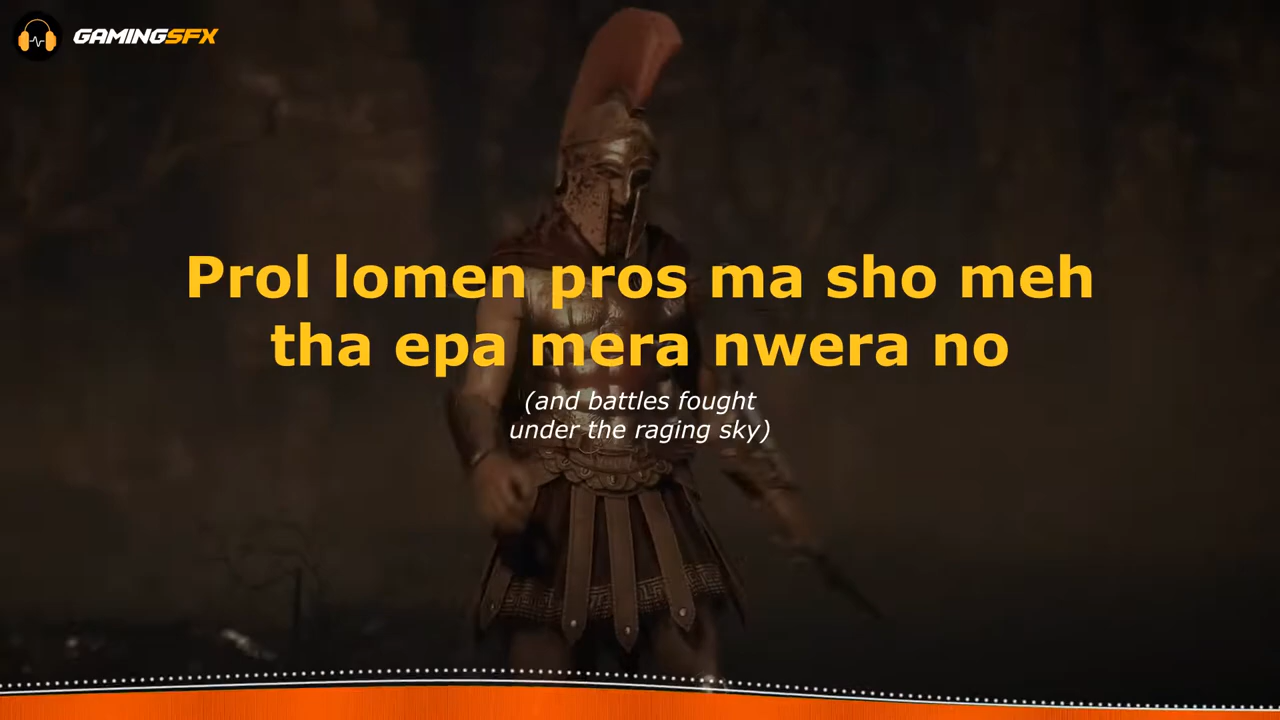 GAMINGSFX
Prol lomen pros ma sho meh
tha epa mera nwera no
(and battles fought
under the raging sky)